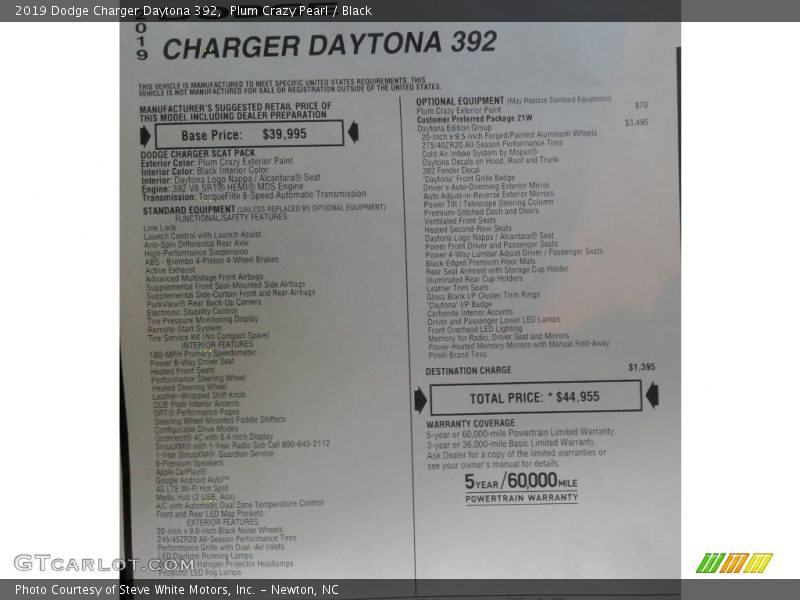 2019 Dodge Charger Daytona 392,  Plum Crazy Pearl / Black
2019
CHARGER DAYTONA 392
THIS VEHICLE IS MANUFACTURED TO MEET SPECIFIC UNITED STATES REQUIREMENTS. THIS
VEHICLE IS NOT MANUFACTURED FOR SALE OR REGISTRATION OUTSIDE OF THE UNITED STATES.
MANUFACTURER'S SUGGESTED RETAIL PRICE OF
THIS MODEL INCLUDING DEALER PREPARATION
Base Price: $39,995
DODGE CHARGER SCAT PACK
Exterior Color: Plum Crazy Exterior Paint
Interior Color: Black Interior Color
Interior: Daytona Logo Nappa / Alcantara® Seat
Engine: 392 V8 SRT® HEMI® MDS Engine
Transmission: TorqueFlite 8-Speed Automatic Transmission
STANDARD EQUIPMENT (UNLESS REPLACED BY OPTIONAL EQUIPMENT)
FUNCTIONAL/SAFETY FEATURES
Line Lock
Launch Control with Launch Assist
Anti-Spin Differential Rear Axle
High-Performance Suspension
ABS - Brembo 4-Piston 4-Wheel Brakes
Active Exhaust
Advanced Multistage Front Airbags
Supplemental Front Seat-Mounted Side Airbags
Supplemental Side-Curtain Front and Rear Airbags
ParkView® Rear Back-Up Camera
Electronic Stability Control
Tire Pressure Monitoring Display
Remote-Start System
Tire Service Kit (No Compact Spare)
INTERIOR FEATURES
180-MPH Primary Speedometer
Power 8-Way Driver Seat
Heated Front Seats
Performance Steering Wheel
Heated Steering Wheel
Leather-Wrapped Shift Knob
DUB Plate Interior Accents
SRT® Performance Pages
Steering Wheel Mounted Paddle Shifters
Configurable Drive Modes
Uconnect® 4C with 8.4-Inch Display
SiriusXM® with 1-Year Radio Sub Call 800-643-2112
1-Year SiriusXM® Guardian Service
6-Premium Speakers
Apple CarPlay®
Google Android Auto™
4G LTE Wi-Fi Hot Spot
Media Hub (2 USB, Aux)
A/C with Automatic Dual Zone Temperature Control
Front and Rear LED Map Pockets
EXTERIOR FEATURES
20-Inch x 9.0-Inch Black Noise Wheels
245/45ZR20 All-Season Performance Tires
Performance Grille with Dual -Air Inlets
LED Daytime Running Lamps
Halogen Projector Headlamps
Projector LED Fog Lamps
OPTIONAL EQUIPMENT (May Replace Standard Equipment)
Plum Crazy Exterior Paint $70
Customer Preferred Package 21W
Daytona Edition Group $3,495
20-Inch x 9.5-Inch Forged/Painted Aluminum Wheels
275/40ZR20 All-Season Performance Tires
Cold Air Intake System by Mopar®
Daytona Decals on Hood, Roof and Trunk
392 Fender Decal
'Daytona' Front Grille Badge
Driver's Auto-Dimming Exterior Mirror
Auto Adjust-in-Reverse Exterior Mirrors
Power Tilt / Telescope Steering Column
Premium-Stitched Dash and Doors
Ventilated Front Seats
Heated Second-Row Seats
Daytona Logo Nappa / Alcantara® Seat
Power Front Driver and Passenger Seats
Power 4-Way Lumbar Adjust Driver / Passenger Seats
Black-Edged Premium Floor Mats
Rear Seat Armrest with Storage Cup Holder
Illuminated Rear Cup Holders
Leather Trim Seats
Gloss Black I/P Cluster Trim Rings
'Daytona' I/P Badge
Carbonite Interior Accents
Driver and Passenger Lower LED Lamps
Front Overhead LED Lighting
Memory for Radio, Driver Seat and Mirrors
Power-Heated Memory Mirrors with Manual Fold-Away
Pirelli Brand Tires
DESTINATION CHARGE $1,395
TOTAL PRICE: * $44,955
WARRANTY COVERAGE
5-year or 60,000-mile Powertrain Limited Warranty.
3-year or 36,000-mile Basic Limited Warranty.
Ask Dealer for a copy of the limited warranties or
see your owner's manual for details.
5YEAR/60,000MILE
POWERTRAIN WARRANTY
GTcarlot.com
Photo Courtesy of Steve White Motors, Inc. - Newton, NC